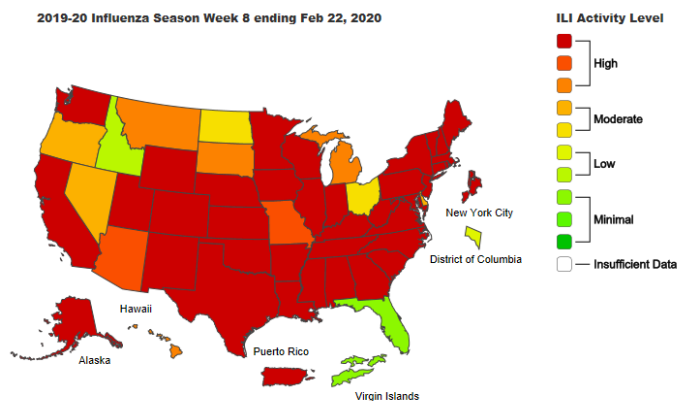 2019-20 Influenza Season Week 8 ending Feb 22, 2020
ILI Activity Level
High
Moderate
Low
Minimal
Insufficient Data
New York City
District of Columbia
Hawaii
Alaska
Puerto Rico
Virgin Islands